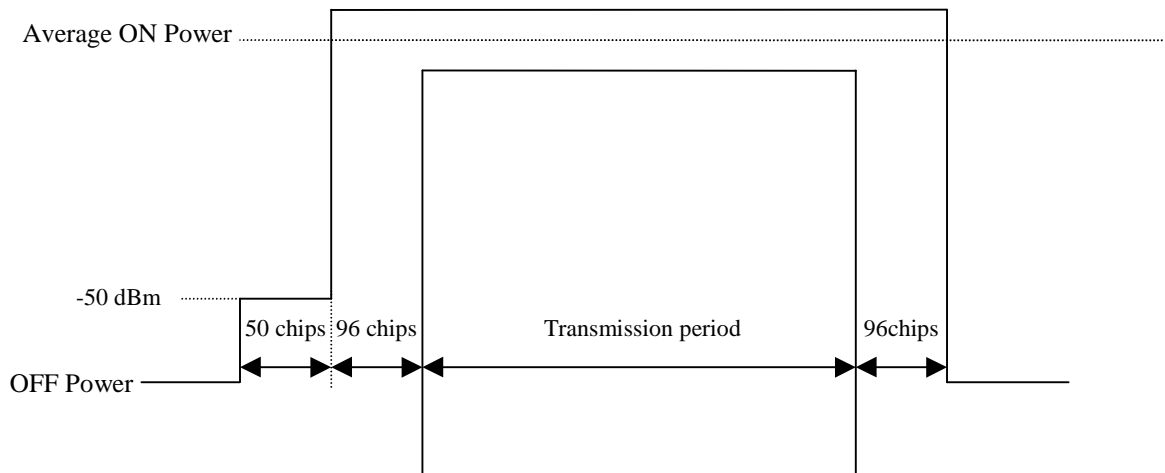 Average ON Power
-50 dBm
50 chips 96 chips Transmission period 96chips
OFF Power